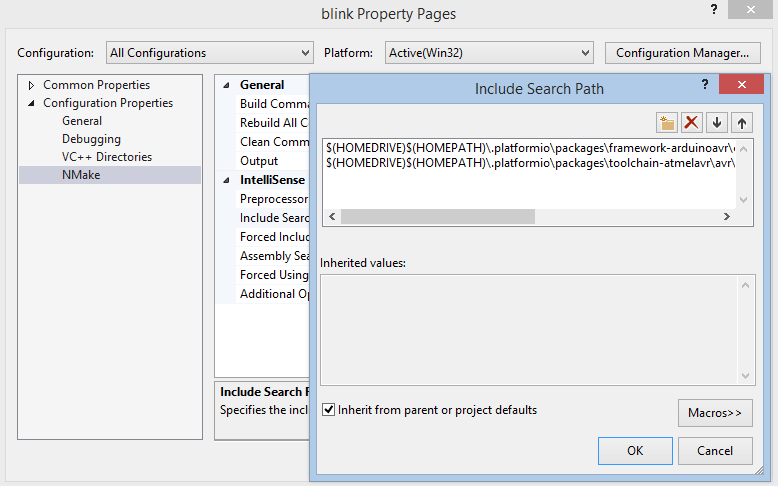 blink Property Pages
Configuration: All Configurations Platform: Active(Win32) Configuration Manager...
Common Properties
Configuration Properties
General
Debugging
VC++ Directories
NMake
General
Build Comma
Rebuild All C
Clean Comm
Output
IntelliSense
Preprocessor
Include Searc
Forced Includ
Assembly Sea
Forced Using
Additional Op
Include Search P
Specifies the incl
Include Search Path
$(HOMEDRIVE)$(HOMEPATH)\.platformio\packages\framework-arduinoavr\
$(HOMEDRIVE)$(HOMEPATH)\.platformio\packages\toolchain-atmelavr\avr\
Inherited values:
Inherit from parent or project defaults
Macros>>
OK Cancel